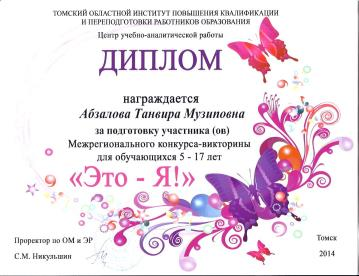 ТОМСКИЙ ОБЛАСТНОЙ ИНСТИТУТ ПОВЫШЕНИЯ КВАЛИФИКАЦИИ
И ПЕРЕПОДГОТОВКИ РАБОТНИКОВ ОБРАЗОВАНИЯ
Центр учебно-аналитической работы
ДИПЛОМ
награждается
Абзалова Танвира Музиповна
за подготовку участника (ов)
Межрегионального конкурса-викторины
для обучающихся 5 - 17 лет
«Это - Я!»
Проректор по ОМ и ЭР
С.М. Никульшин
Томск
2014